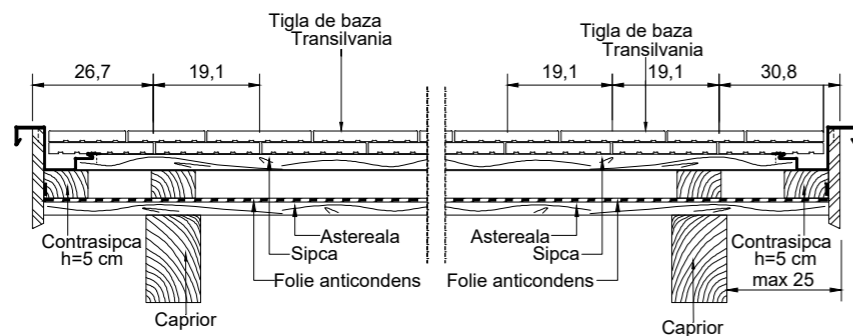 Tigla de baza
Transilvania
Tigla de baza
Transilvania
26,7
19,1
19,1
19,1
30,8
Contrasipca
h=5 cm
Astereala
Sipca
Folie anticondens
Caprior
Astereala
Sipca
Folie anticondens
Contrasipca
h=5 cm
max 25
Caprior